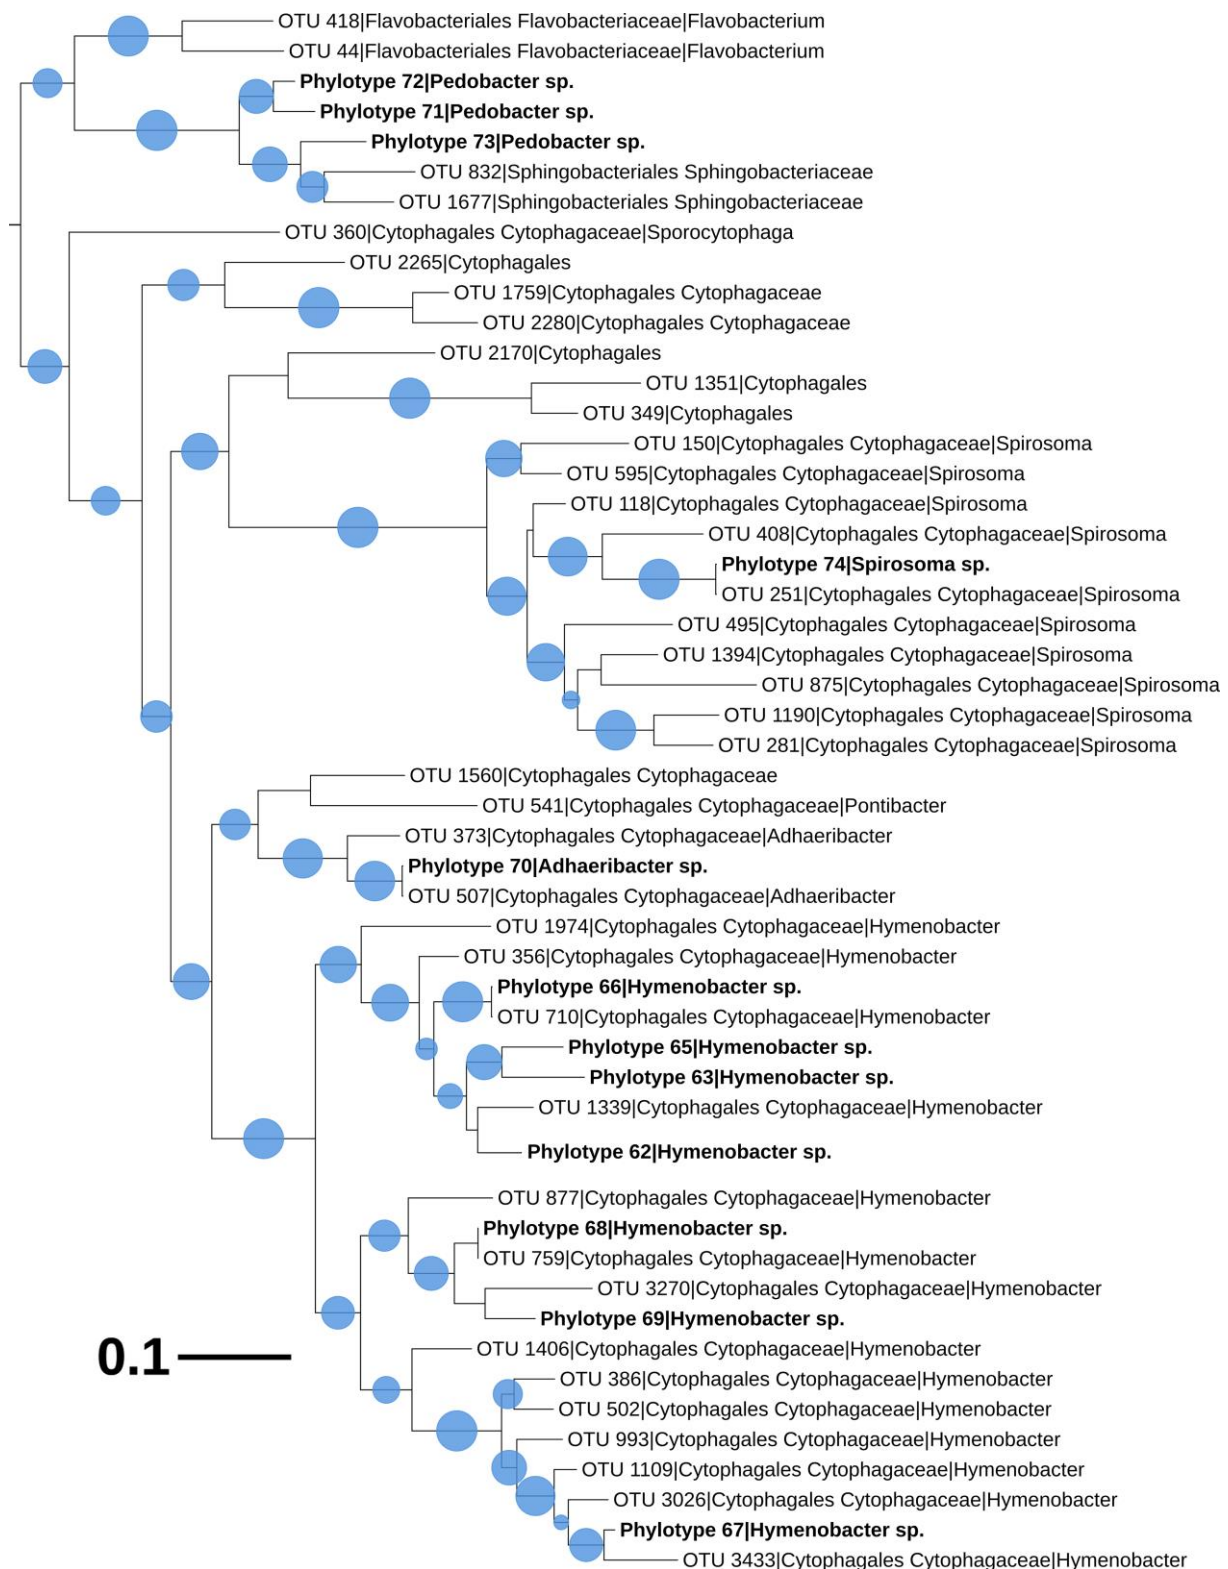 OTU 418|Flavobacteriales Flavobacteriaceae|Flavobacterium
OTU 44|Flavobacteriales Flavobacteriaceae|Flavobacterium
Phylotype 72|Pedobacter sp.
Phylotype 71|Pedobacter sp.
Phylotype 73|Pedobacter sp.
OTU 832|Sphingobacteriales Sphingobacteriaceae
OTU 1677|Sphingobacteriales Sphingobacteriaceae
OTU 360|Cytophagales Cytophagaceae|Sporocytophaga
OTU 2265|Cytophagales
OTU 1759|Cytophagales Cytophagaceae
OTU 2280|Cytophagales Cytophagaceae
OTU 2170|Cytophagales
OTU 1351|Cytophagales
OTU 349|Cytophagales
OTU 150|Cytophagales Cytophagaceae|Spirosoma
OTU 595|Cytophagales Cytophagaceae|Spirosoma
OTU 118|Cytophagales Cytophagaceae|Spirosoma
OTU 408|Cytophagales Cytophagaceae|Spirosoma
Phylotype 74|Spirosoma sp.
OTU 251|Cytophagales Cytophagaceae|Spirosoma
OTU 495|Cytophagales Cytophagaceae|Spirosoma
OTU 1394|Cytophagales Cytophagaceae|Spirosoma
OTU 875|Cytophagales Cytophagaceae|Spirosoma
OTU 1190|Cytophagales Cytophagaceae|Spirosoma
OTU 281|Cytophagales Cytophagaceae|Spirosoma
OTU 1560|Cytophagales Cytophagaceae
OTU 541|Cytophagales Cytophagaceae|Pontibacter
OTU 373|Cytophagales Cytophagaceae|Adhaeribacter
Phylotype 70|Adhaeribacter sp.
OTU 507|Cytophagales Cytophagaceae|Adhaeribacter
OTU 1974|Cytophagales Cytophagaceae|Hymenobacter
OTU 356|Cytophagales Cytophagaceae|Hymenobacter
Phylotype 66|Hymenobacter sp.
OTU 710|Cytophagales Cytophagaceae|Hymenobacter
Phylotype 65|Hymenobacter sp.
Phylotype 63|Hymenobacter sp.
OTU 1339|Cytophagales Cytophagaceae|Hymenobacter
Phylotype 62|Hymenobacter sp.
OTU 877|Cytophagales Cytophagaceae|Hymenobacter
Phylotype 68|Hymenobacter sp.
OTU 759|Cytophagales Cytophagaceae|Hymenobacter
OTU 3270|Cytophagales Cytophagaceae|Hymenobacter
Phylotype 69|Hymenobacter sp.
0.1
OTU 1406|Cytophagales Cytophagaceae|Hymenobacter
OTU 386|Cytophagales Cytophagaceae|Hymenobacter
OTU 502|Cytophagales Cytophagaceae|Hymenobacter
OTU 993|Cytophagales Cytophagaceae|Hymenobacter
OTU 1109|Cytophagales Cytophagaceae|Hymenobacter
OTU 3026|Cytophagales Cytophagaceae|Hymenobacter
Phylotype 67|Hymenobacter sp.
OTU 3433|Cytophagales Cytophagaceae|Hymenobacter